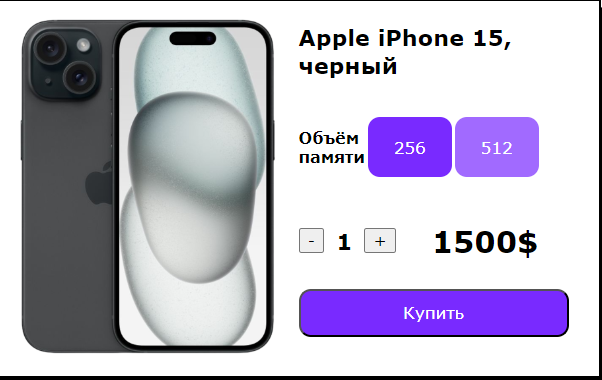 Apple iPhone 15,
черный
Объём
памяти
256
512
- 1 +
1500$
Купить